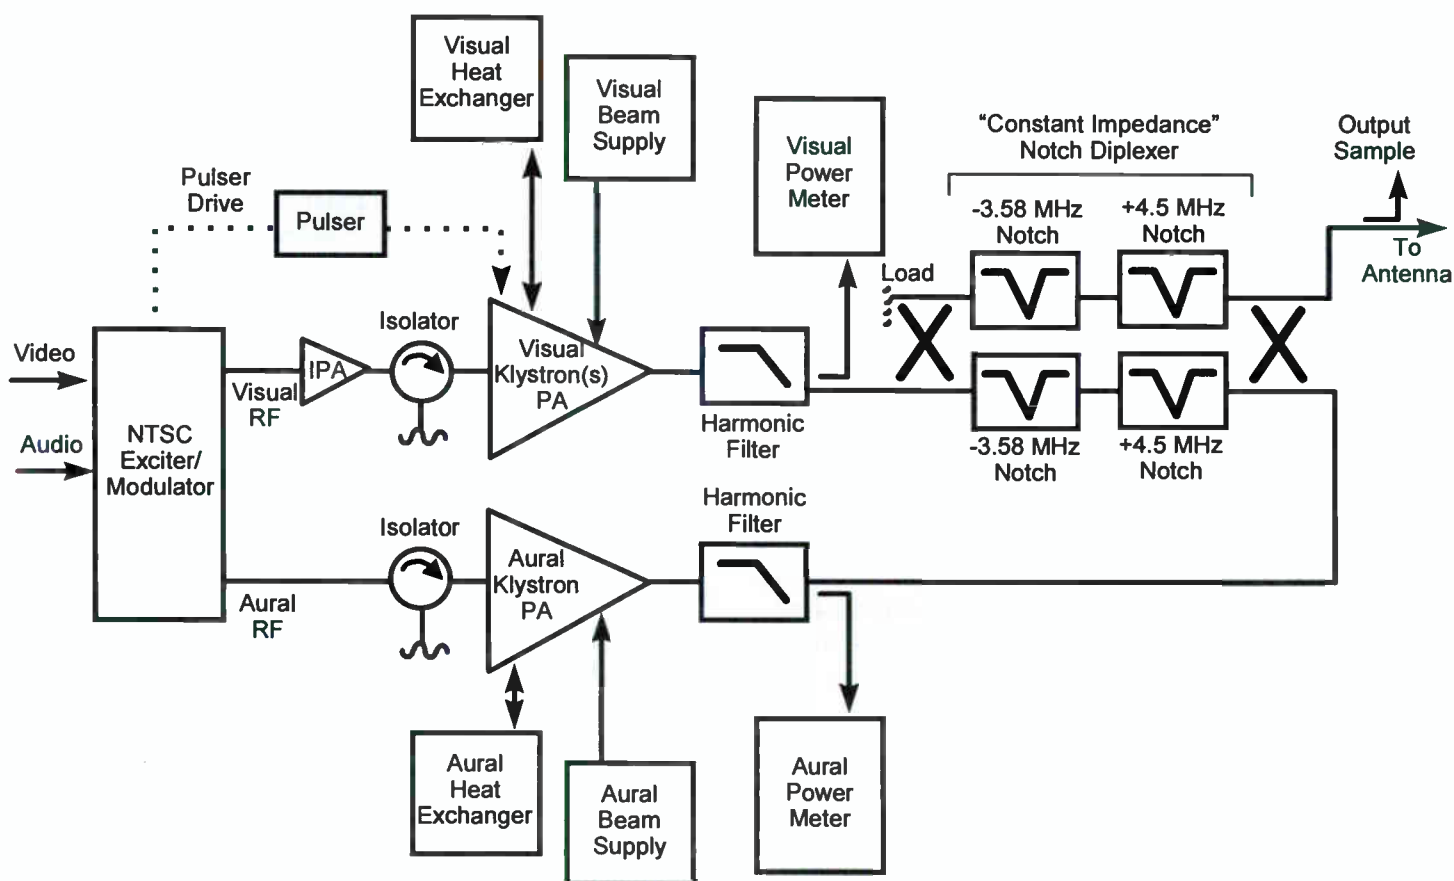 Visual
Heat
Exchanger
Visual
Beam
Supply
Visual
Power
Meter
"Constant Impedance"
Notch Diplexer
Output
Sample
Pulser
Drive
Pulser
-3.58 MHz
Notch
+4.5 MHz
Notch
To
Antenna
Load
Isolator
Video
Visual
RF
IPA
Visual
Klystron(s)
PA
Harmonic
Filter
Audio
NTSC
Exciter/
Modulator
-3.58 MHz
Notch
+4.5 MHz
Notch
Isolator
Harmonic
Filter
Aural
RF
Aural
Klystron
PA
Aural
Heat
Exchanger
Aural
Beam
Supply
Aural
Power
Meter